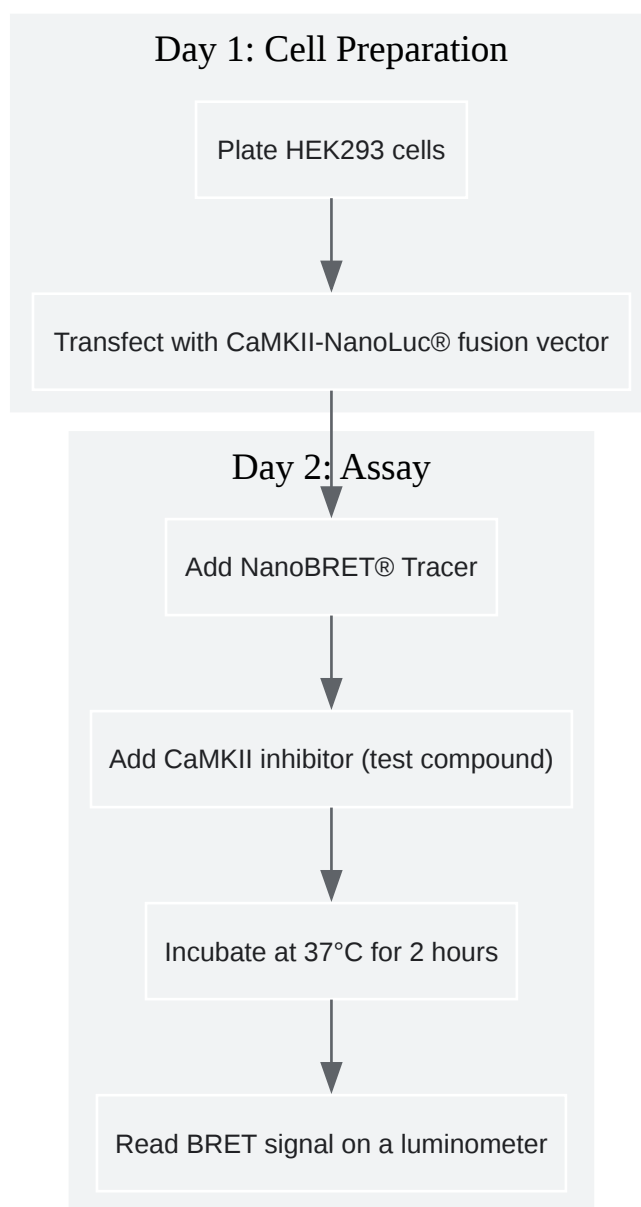 Day 1: Cell Preparation
Plate HEK293 cells
Transfect with CaMKII-NanoLuc® fusion vector
Day 2: Assay
Add NanoBRET® Tracer
Add CaMKII inhibitor (test compound)
Incubate at 37°C for 2 hours
Read BRET signal on a luminometer